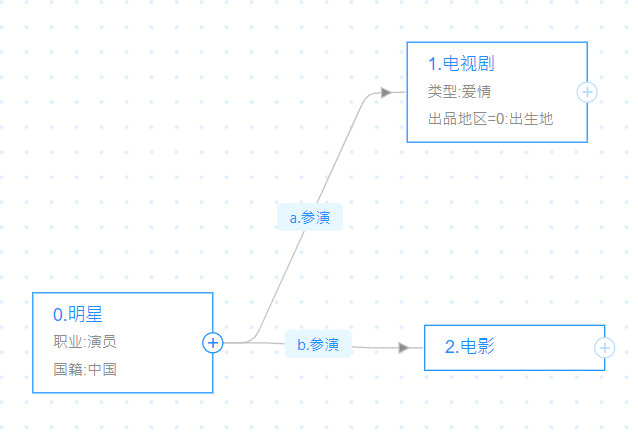 1.电视剧
类型:爱情
出品地区=0:出生地
a.参演
0.明星
职业:演员
国籍:中国
b.参演
2.电影